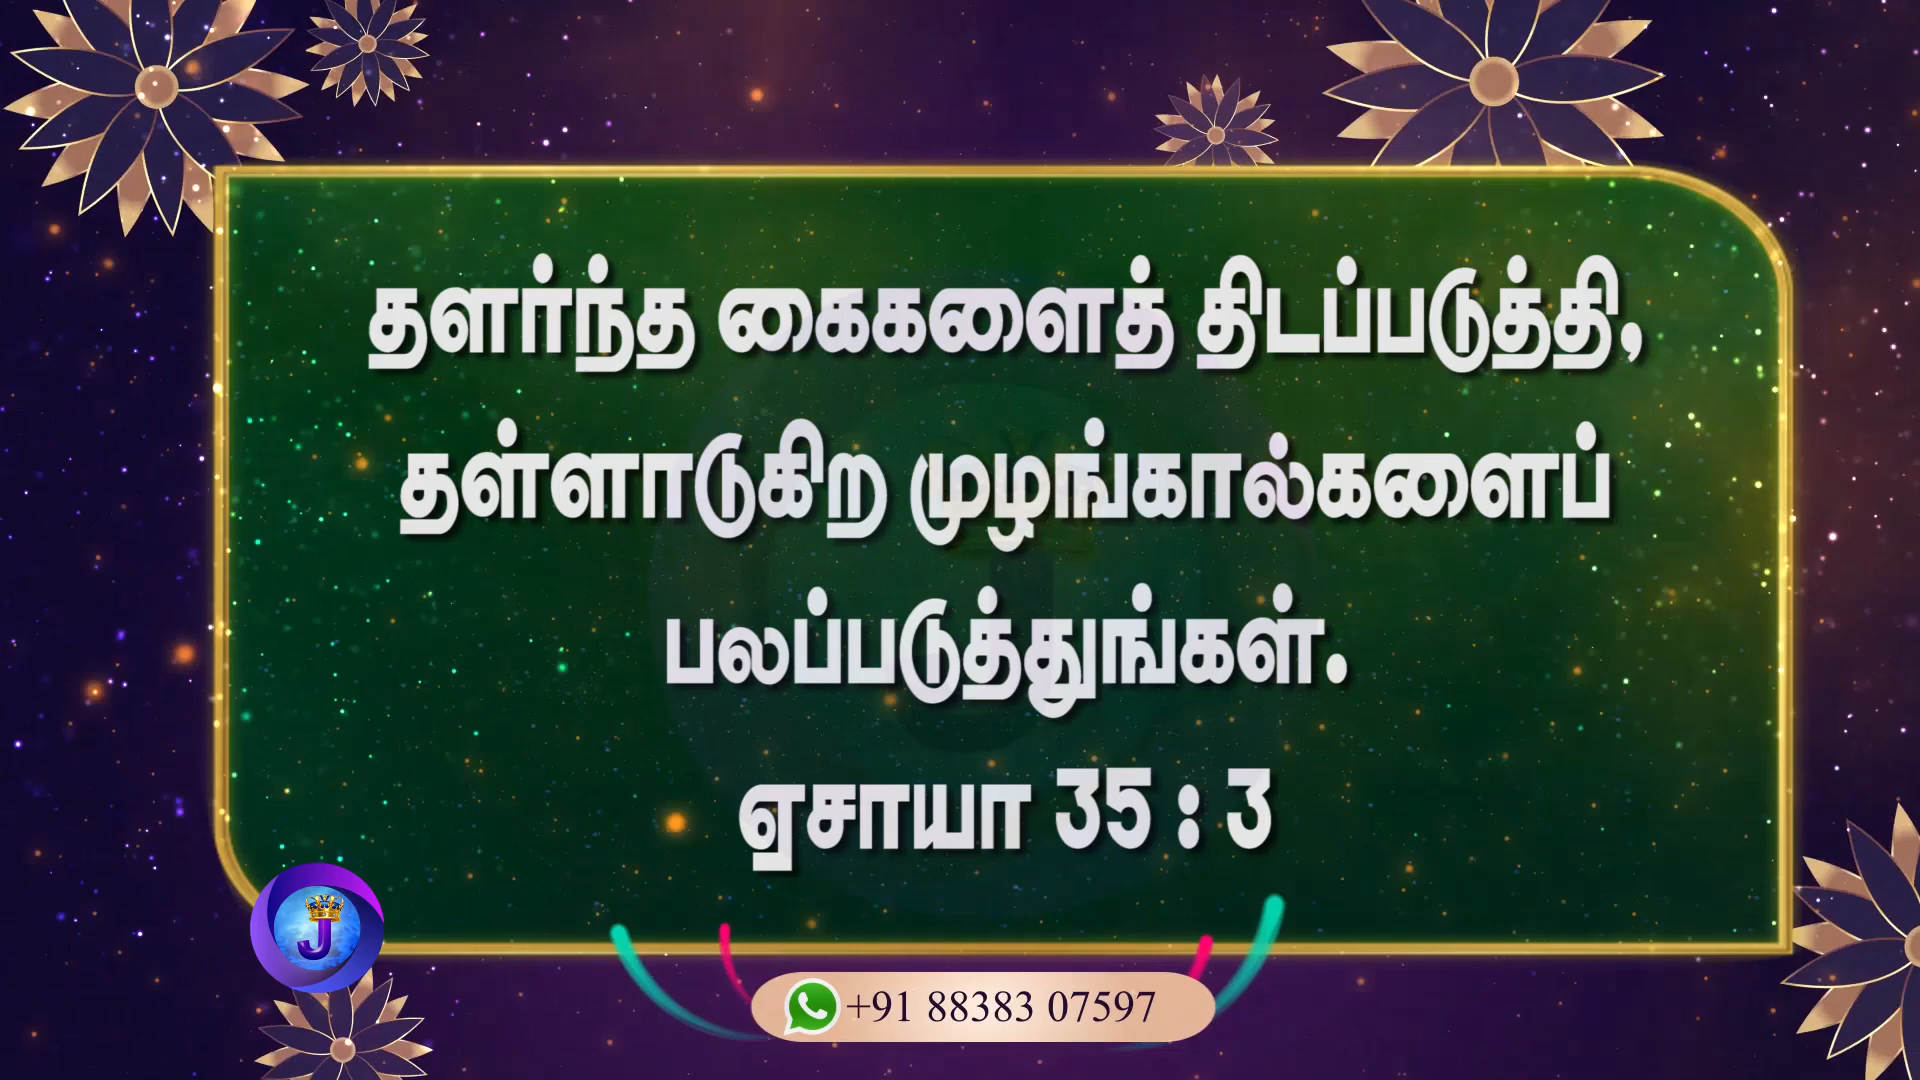 தளர்ந்த கைகளைத் திடப்படுத்தி,
தள்ளாடுகிற முழங்கால்களைப்
பலப்படுத்துங்கள்.
ஏசாயா 35 : 3
J
+91 88383 07597